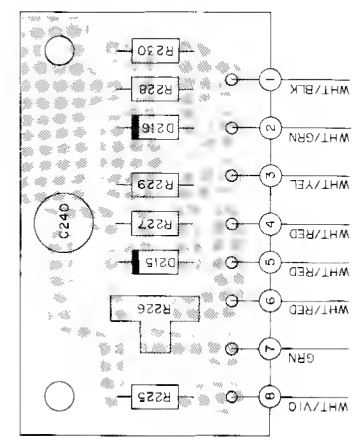 R230
R228
D216
R229
R227
D215
R226
R225
C240
1
WHT/BLK
2
WHT/GRN
3
WHT/YEL
4
WHT/RED
5
WHT/RED
6
WHT/RED
7
GRN
8
WHT/VIO